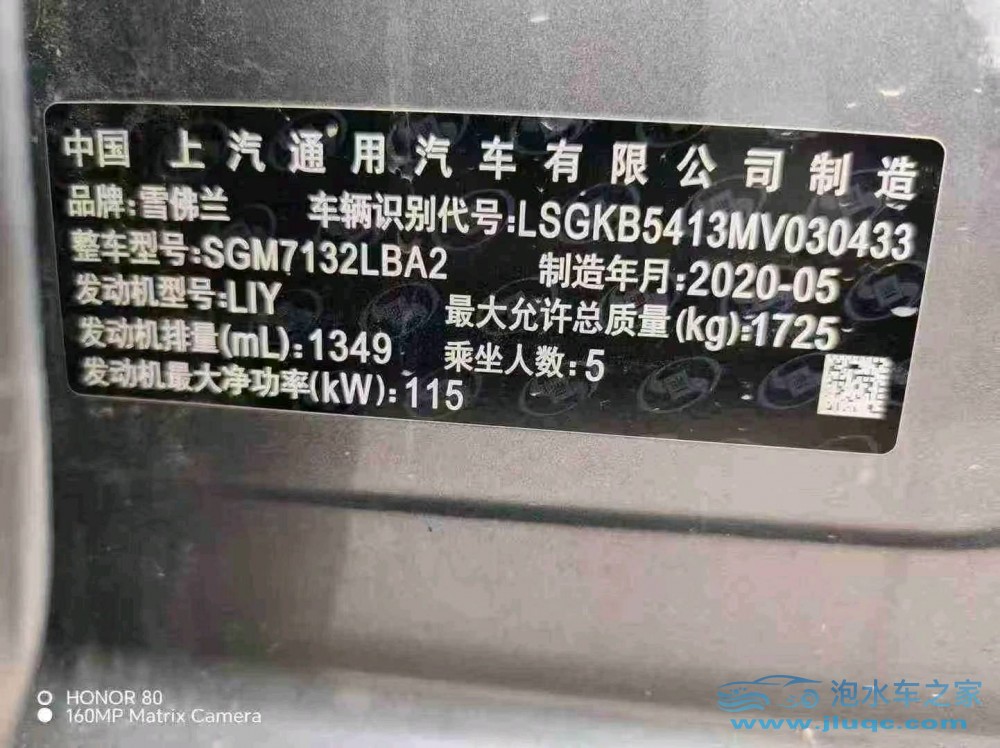 中国 上汽通用汽车有限公司制造
品牌:雪佛兰 车辆识别代号:LSGKB5413MV030433
整车型号:SGM7132LBA2 制造年月:2020-05
发动机型号:LIY 最大允许总质量(kg):1725
发动机排量(mL):1349 乘坐人数:5
发动机最大净功率(kW):115
HONOR 80
160MP Matrix Camera
泡水车之家
www.jluqc.com